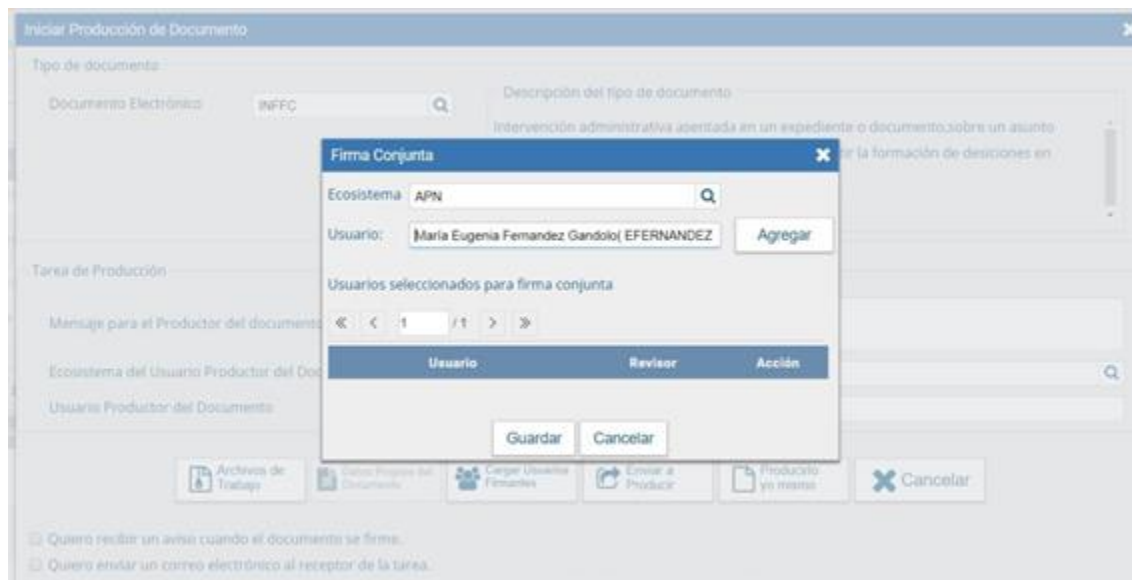 Iniciar Producción de Documento
Tipo de documento
Documento Electrónico INFFC
Descripción del tipo de documento
Intervención administrativa asentada en un expediente o documento,sobre un asunto
la formación de desiciones en
Firma Conjunta
Ecosistema APN
Usuario: María Eugenia Fernandez Gandolo( EFERNANDEZ Agregar
Usuarios seleccionados para firma conjunta
1 / 1
Usuario Revisor Acción
Guardar Cancelar
Tarea de Producción
Mensaje para el Productor del documento
Ecosistema del Usuario Productor del Doc
Usuario Productor del Documento
Archivos de Trabajo
Datos Propios del Documento
Cargar Usuarios Firmantes
Enviar a Producir
Producirlo yo mismo
Cancelar
Quiero recibir un aviso cuando el documento se firme.
Quiero enviar un correo electrónico al receptor de la tarea.